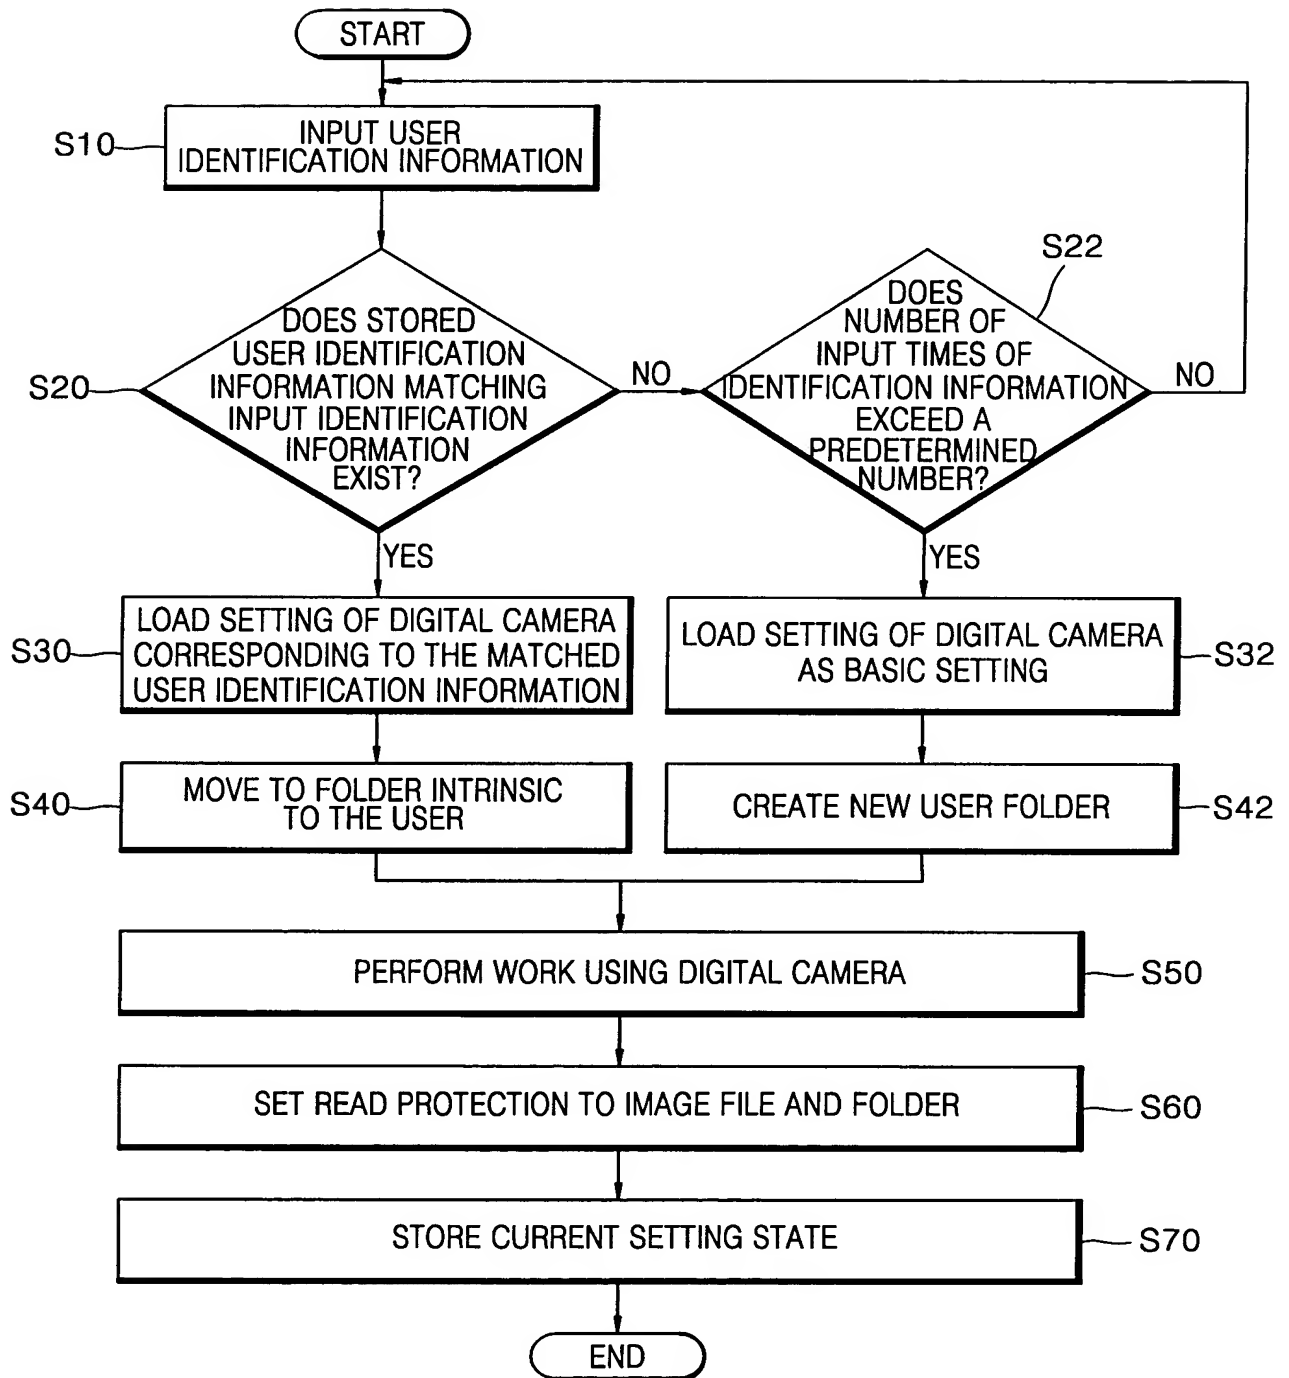 START
S10
INPUT USER
IDENTIFICATION INFORMATION
S20
DOES STORED
USER IDENTIFICATION
INFORMATION MATCHING
INPUT IDENTIFICATION
INFORMATION
EXIST?
NO
S22
DOES
NUMBER OF
INPUT TIMES OF
IDENTIFICATION INFORMATION
EXCEED A
PREDETERMINED
NUMBER?
NO
YES
YES
S30
LOAD SETTING OF DIGITAL CAMERA
CORRESPONDING TO THE MATCHED
USER IDENTIFICATION INFORMATION
LOAD SETTING OF DIGITAL CAMERA
AS BASIC SETTING
S32
S40
MOVE TO FOLDER INTRINSIC
TO THE USER
CREATE NEW USER FOLDER
S42
PERFORM WORK USING DIGITAL CAMERA
S50
SET READ PROTECTION TO IMAGE FILE AND FOLDER
S60
STORE CURRENT SETTING STATE
S70
END